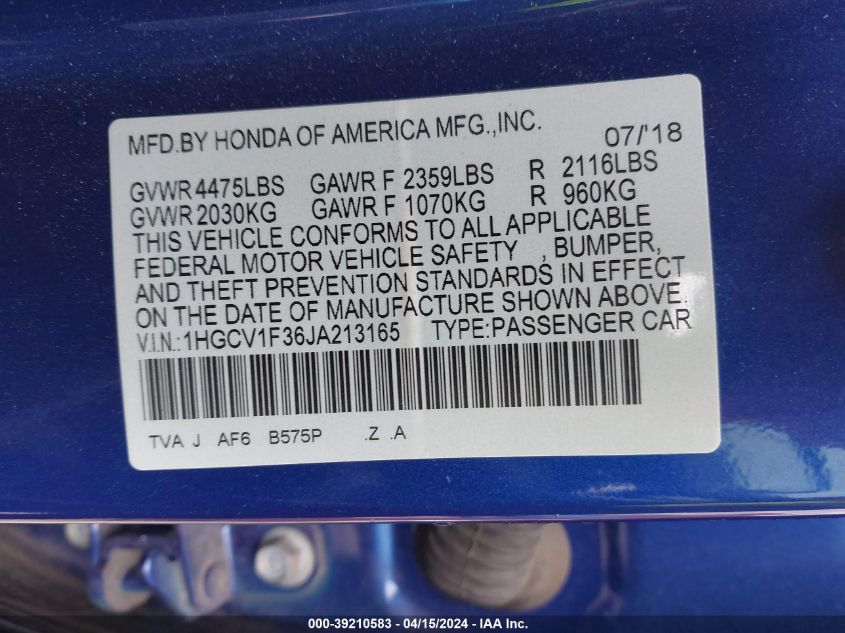 MFD.BY HONDA OF AMERICA MFG.,INC. 07/'18
GVWR 4475LBS GAWR F 2359LBS R 2116LBS
GVWR 2030KG GAWR F 1070KG R 960KG
THIS VEHICLE CONFORMS TO ALL APPLICABLE
FEDERAL MOTOR VEHICLE SAFETY , BUMPER,
AND THEFT PREVENTION STANDARDS IN EFFECT
ON THE DATE OF MANUFACTURE SHOWN ABOVE.
V.I.N.:1HGCV1F36JA213165 TYPE:PASSENGER CAR
TVA J AF6 B575P .Z .A
000-39210583 - 04/15/2024 - IAA Inc.